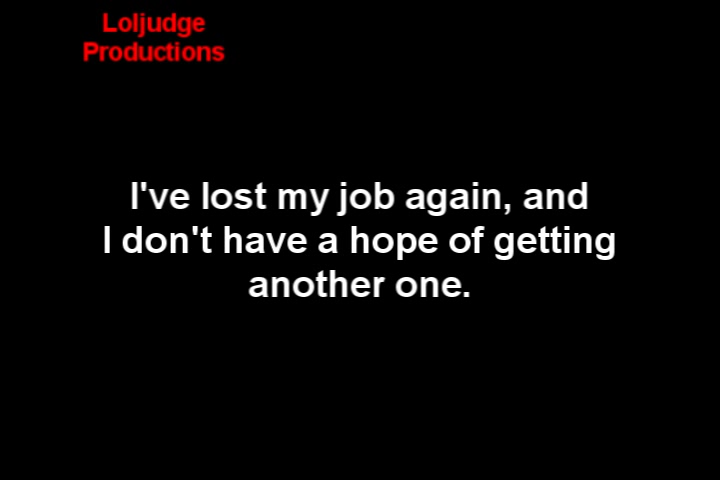 Loljudge
Productions
I've lost my job again, and
I don't have a hope of getting
another one.